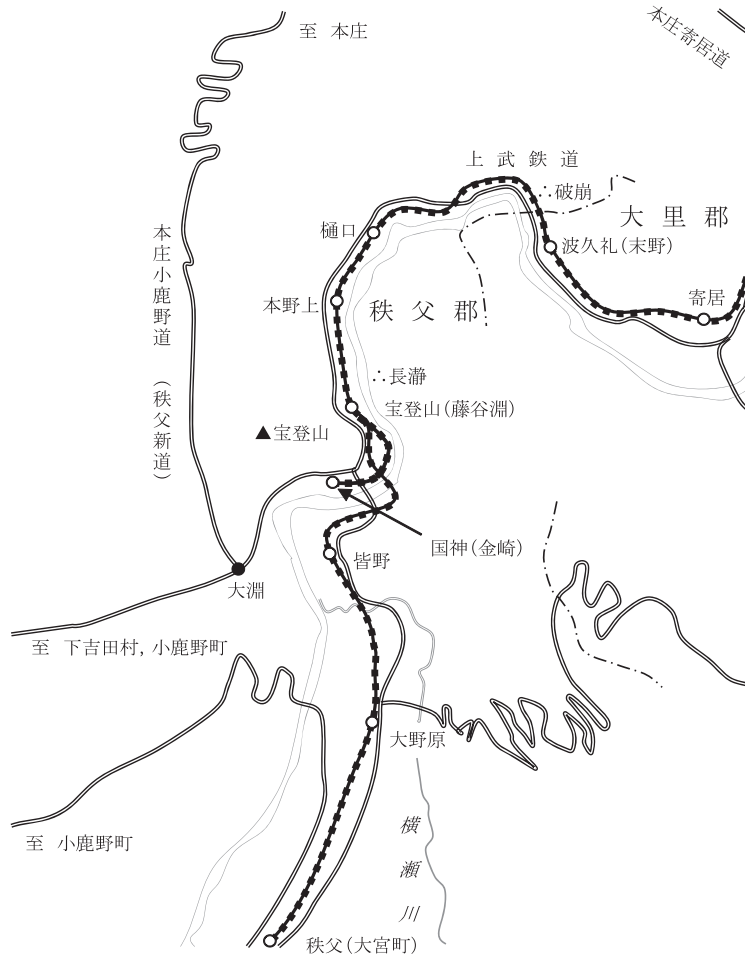 至 本庄
本庄寄居道
上武鉄道
破崩
大里郡
樋口
波久礼（末野）
本庄小鹿野道 （秩父新道）
寄居
本野上
秩父郡
長瀞
宝登山（藤谷淵）
宝登山
国神（金崎）
皆野
大淵
至 下吉田村，小鹿野町
大野原
横瀬川
至 小鹿野町
秩父（大宮町）